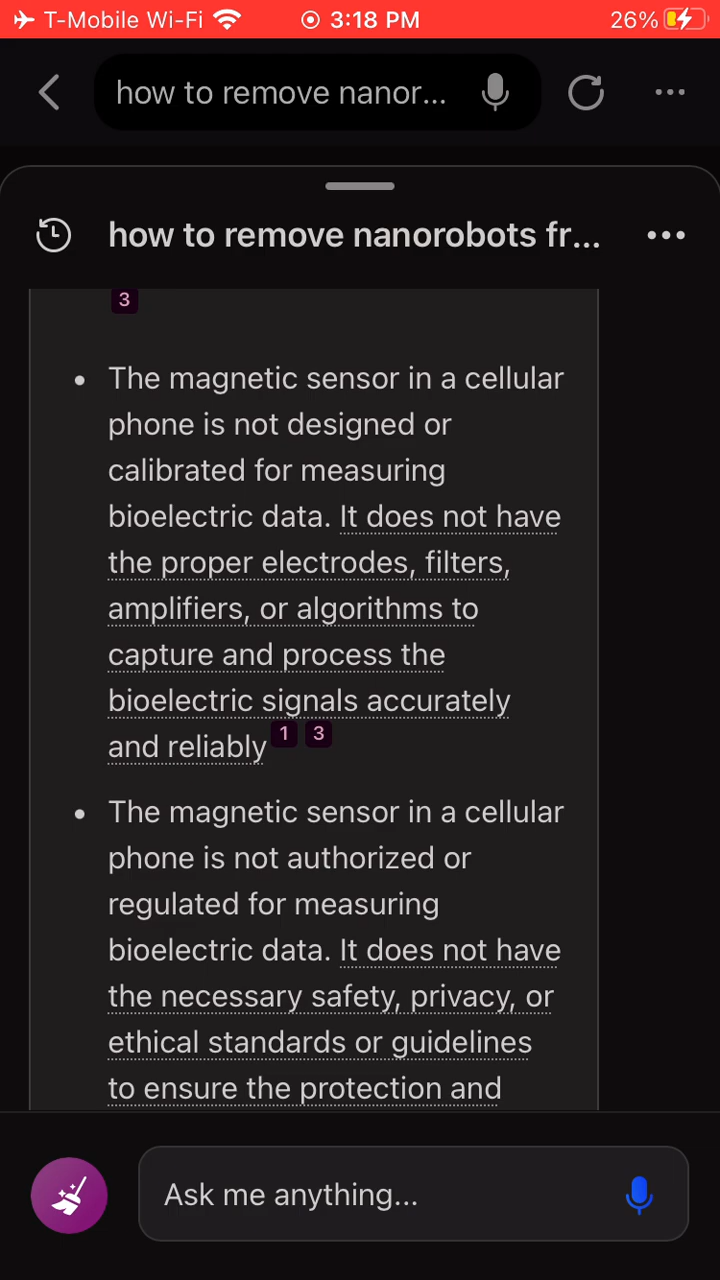 T-Mobile Wi-Fi 3:18 PM 26%
how to remove nanor...
how to remove nanorobots fr...
3
• The magnetic sensor in a cellular
phone is not designed or
calibrated for measuring
bioelectric data. It does not have
the proper electrodes, filters,
amplifiers, or algorithms to
capture and process the
bioelectric signals accurately
and reliably 1 3
• The magnetic sensor in a cellular
phone is not authorized or
regulated for measuring
bioelectric data. It does not have
the necessary safety, privacy, or
ethical standards or guidelines
to ensure the protection and
Ask me anything...